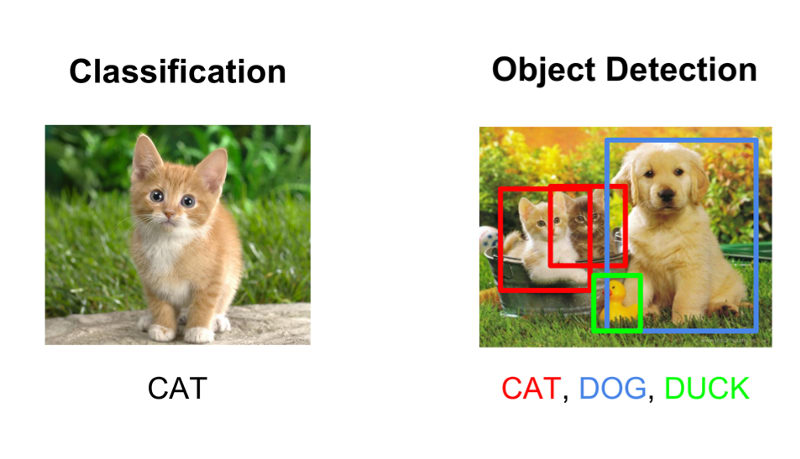 Classification
Object Detection
CAT
CAT, DOG, DUCK